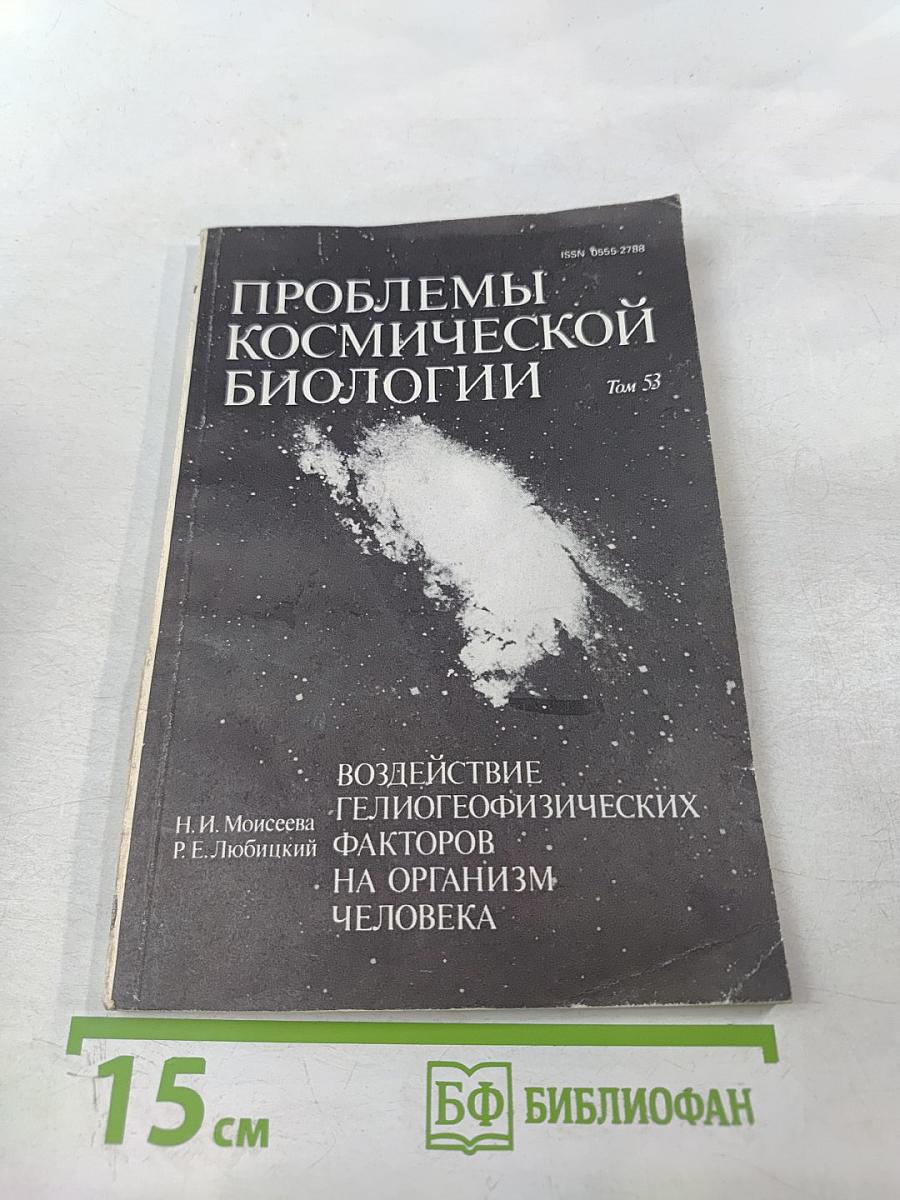 ISSN 0555-2788
ПРОБЛЕМЫ
КОСМИЧЕСКОЙ
БИОЛОГИИ
Том 53
Н. И. Моисеева
Р. Е. Любицкий
ВОЗДЕЙСТВИЕ
ГЕЛИОГЕОФИЗИЧЕСКИХ
ФАКТОРОВ
НА ОРГАНИЗМ
ЧЕЛОВЕКА
15 см
БФ БИБЛИОФАН